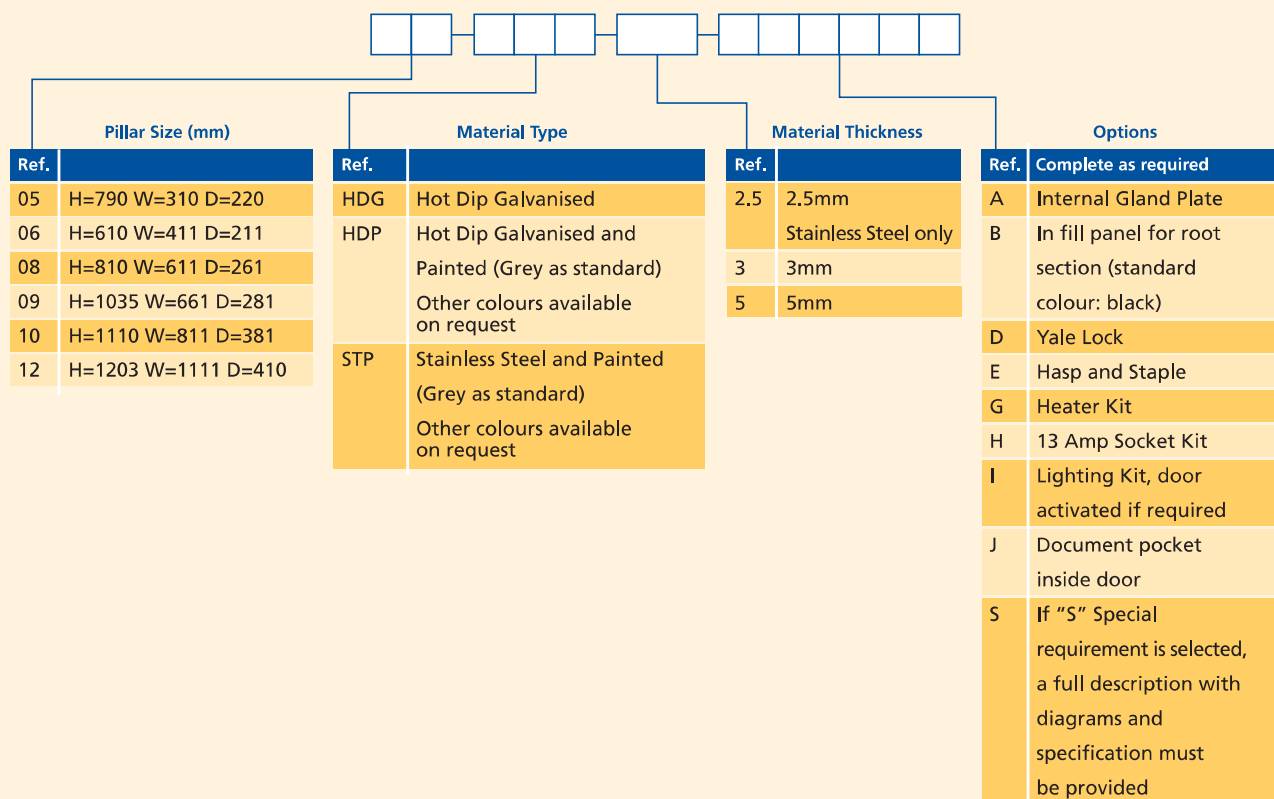 Pillar Size (mm)
Ref.
05 H=790 W=310 D=220
06 H=610 W=411 D=211
08 H=810 W=611 D=261
09 H=1035 W=661 D=281
10 H=1110 W=811 D=381
12 H=1203 W=1111 D=410
Material Type
Ref.
HDG Hot Dip Galvanised
HDP Hot Dip Galvanised and
Painted (Grey as standard)
Other colours available
on request
STP Stainless Steel and Painted
(Grey as standard)
Other colours available
on request
Material Thickness
Ref.
2.5 2.5mm
Stainless Steel only
3 3mm
5 5mm
Options
Ref. Complete as required
A Internal Gland Plate
B In fill panel for root
section (standard
colour: black)
D Yale Lock
E Hasp and Staple
G Heater Kit
H 13 Amp Socket Kit
I Lighting Kit, door
activated if required
J Document pocket
inside door
S If “S” Special
requirement is selected,
a full description with
diagrams and
specification must
be provided